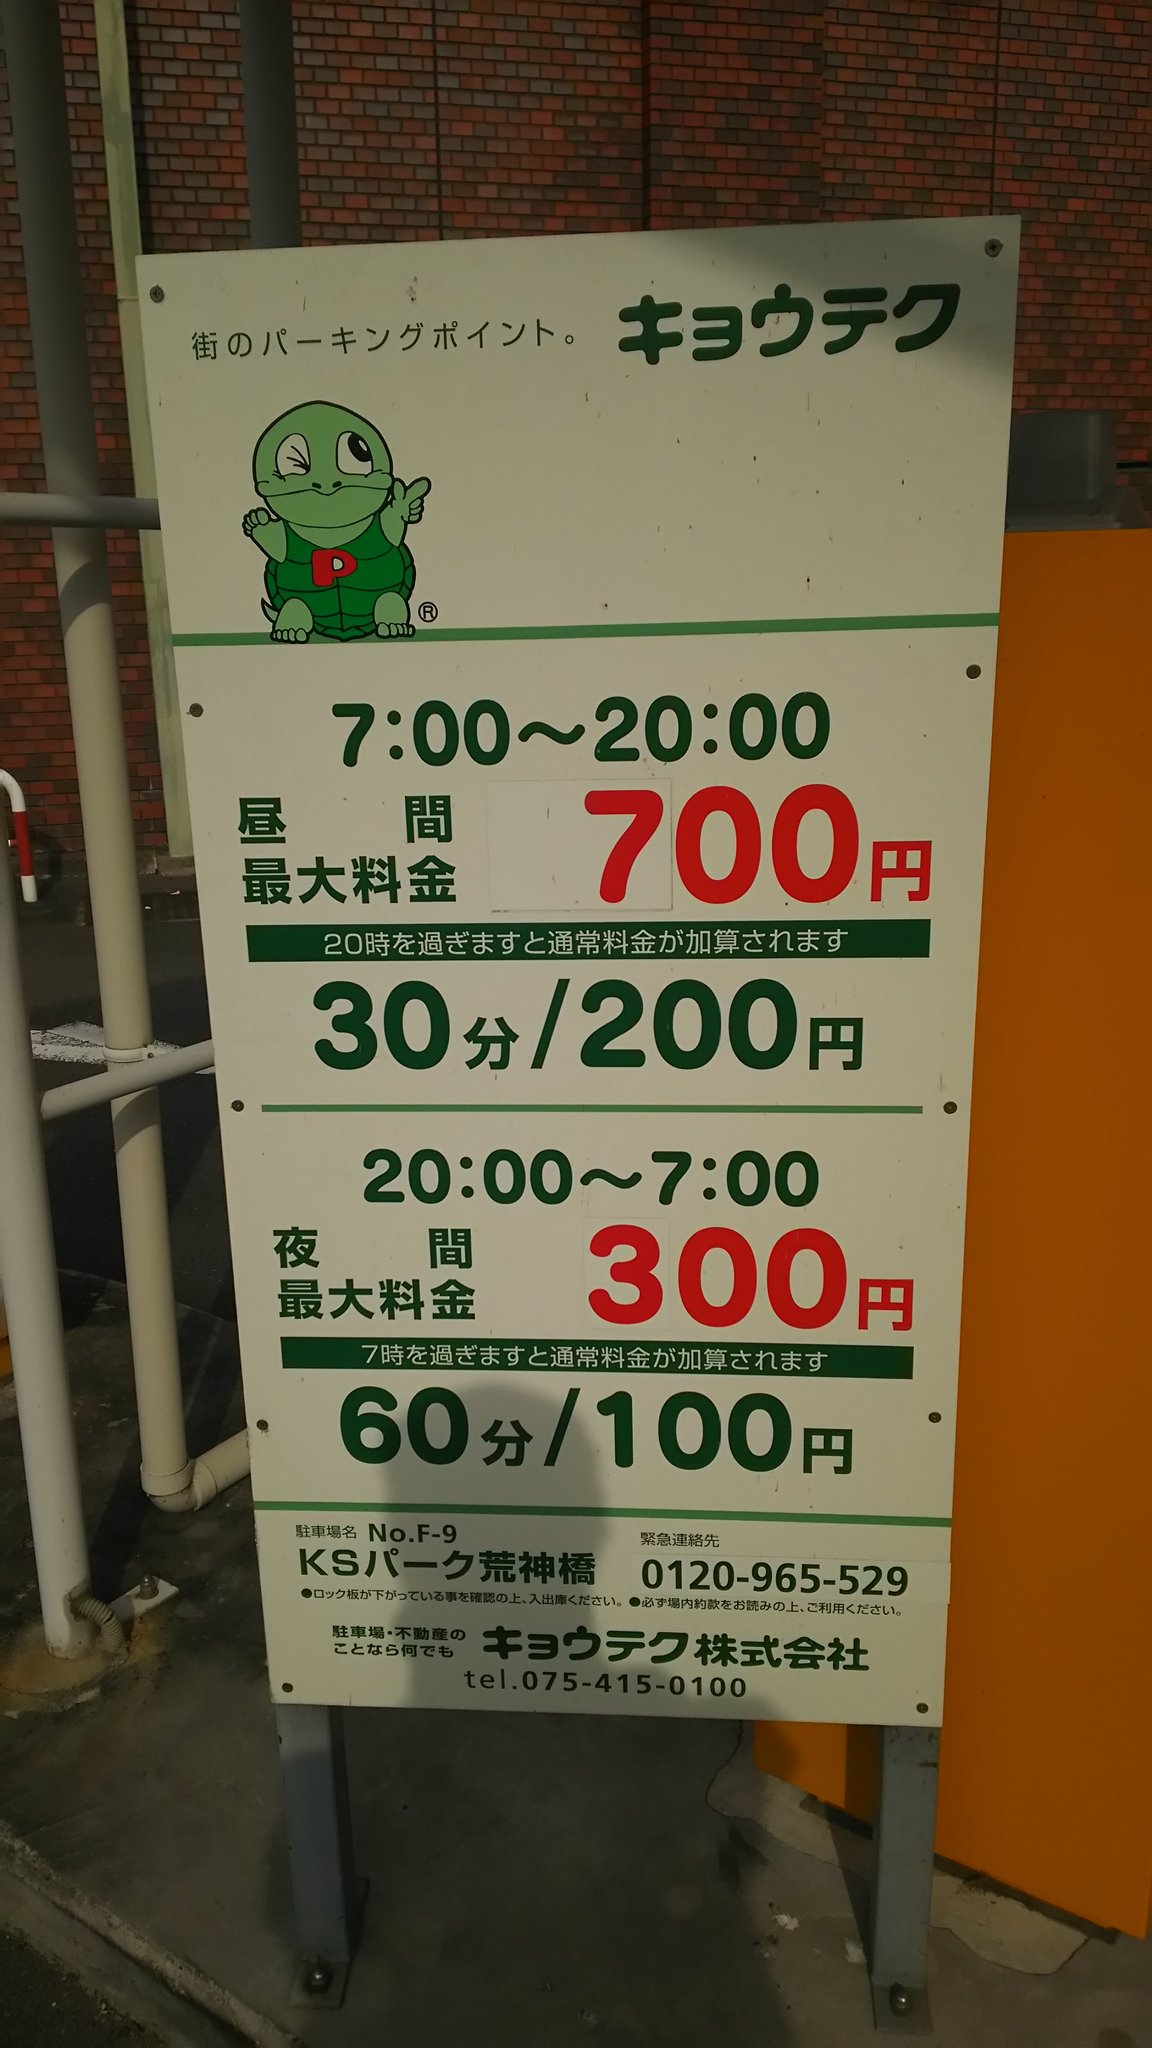 街のパーキングポイント。 キョウテク
P
®
7:00～20:00
昼間
最大料金 700円
20時を過ぎますと通常料金が加算されます
30分/200円
20:00～7:00
夜間
最大料金 300円
7時を過ぎますと通常料金が加算されます
60分/100円
駐車場名 No.F-9 緊急連絡先
KSパーク荒神橋 0120-965-529
●ロック板が下がっている事を確認の上、入出庫ください。 ●必ず場内約款をお読みの上、ご利用ください。
駐車場・不動産の
ことなら何でも キョウテク株式会社
tel.075-415-0100